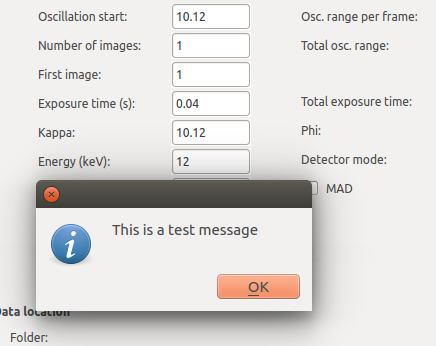 Oscillation start: 10.12 Osc. range per frame:
Number of images: 1 Total osc. range:
First image: 1
Exposure time (s): 0.04 Total exposure time:
Kappa: 10.12 Phi:
Energy (keV): 12 Detector mode:
MAD
This is a test message
OK
Data location
Folder: